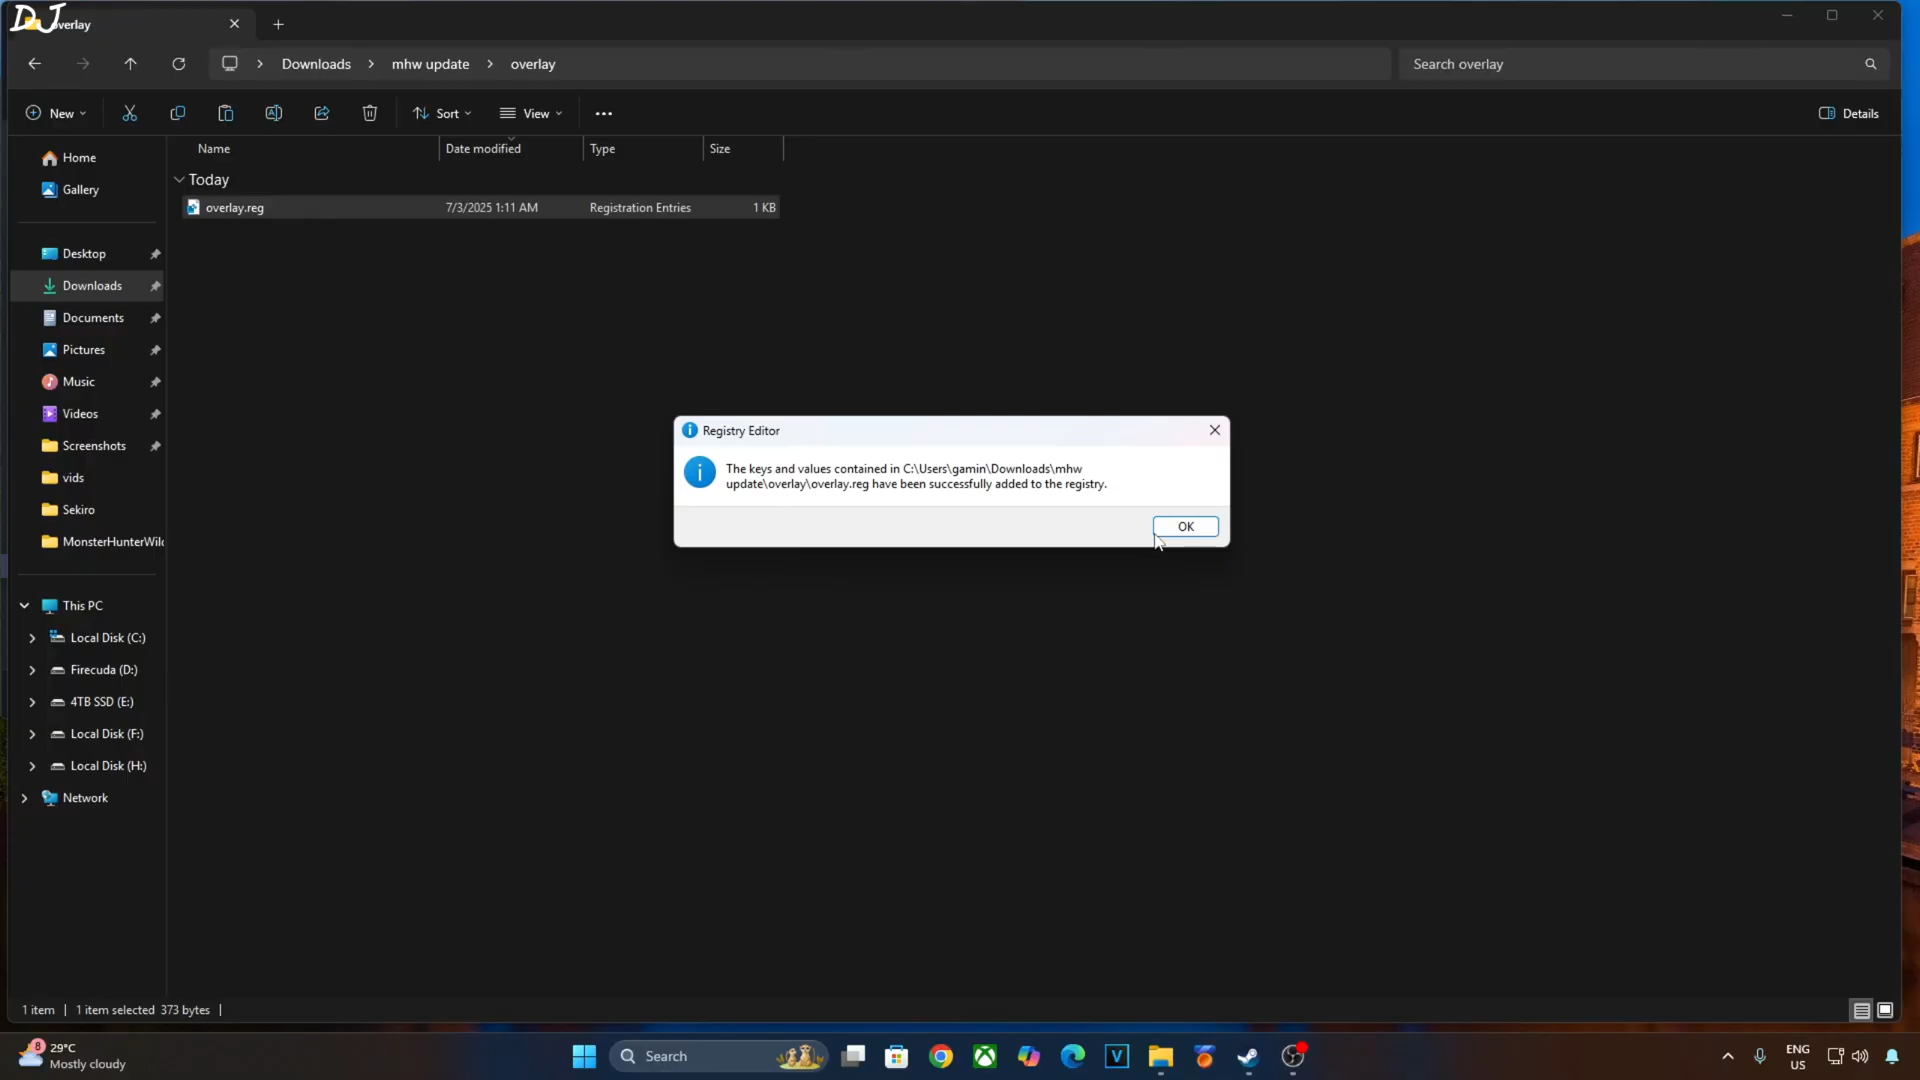 DJ
overlay
Downloads
mhw update
overlay
Search overlay
New
Sort
View
Details
Name
Date modified
Type
Size
Today
overlay.reg
7/3/2025 1:11 AM
Registration Entries
1 KB
Home
Gallery
Desktop
Downloads
Documents
Pictures
Music
Videos
Screenshots
vids
Sekiro
MonsterHunterWil
This PC
Local Disk (C:)
Firecuda (D:)
4TB SSD (E:)
Local Disk (F:)
Local Disk (H:)
Network
Registry Editor
The keys and values contained in C:\Users\gamin\Downloads\mhw
update\overlay\overlay.reg have been successfully added to the registry.
OK
1 item
1 item selected 373 bytes
8
29°C
Mostly cloudy
Search
V
ENG
US